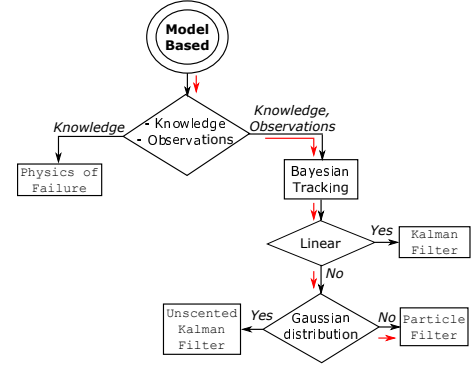 Model
Based
Knowledge,
Observations
Knowledge
- Knowledge
- Observations
Physics of
Failure
Bayesian
Tracking
Yes
Linear
Kalman
Filter
No
Unscented
Kalman
Filter
Yes
Gaussian
distribution
No
Particle
Filter